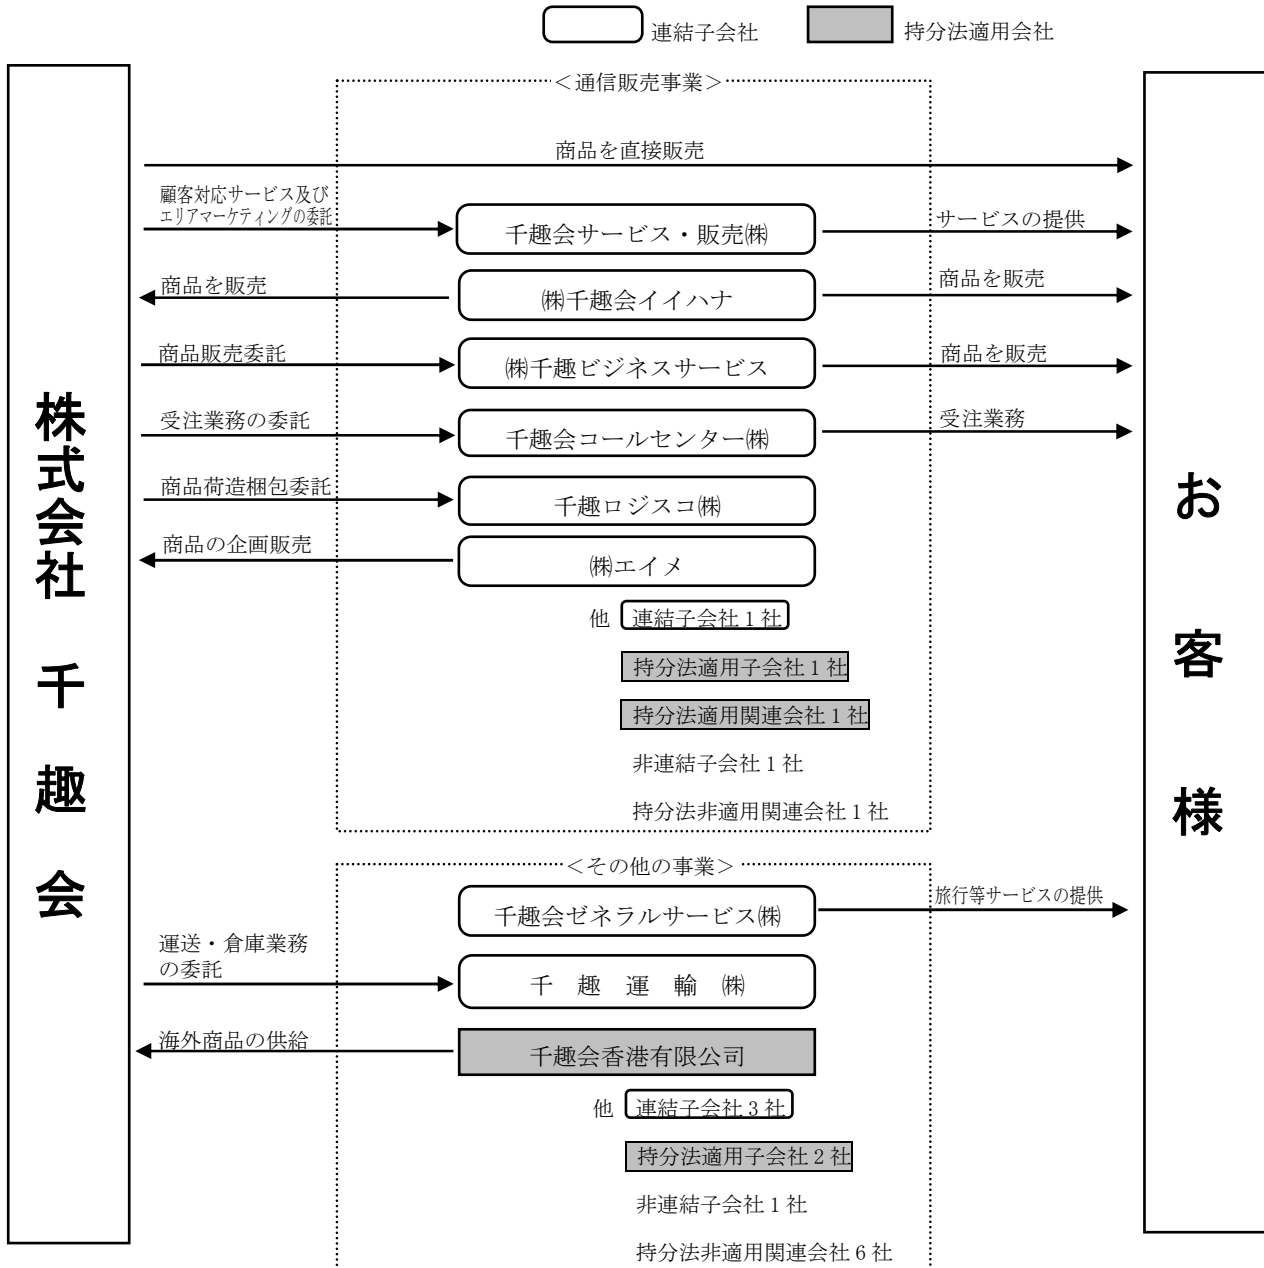 連結子会社
持分法適用会社
株式会社 千趣会
お客様
＜通信販売事業＞
商品を直接販売
顧客対応サービス及び
エリアマーケティングの委託
千趣会サービス・販売㈱
サービスの提供
商品を販売
㈱千趣会イイハナ
商品を販売
商品販売委託
㈱千趣ビジネスサービス
商品を販売
受注業務の委託
千趣会コールセンター㈱
受注業務
商品荷造梱包委託
千趣ロジスコ㈱
商品の企画販売
㈱エイメ
他 連結子会社1社
持分法適用子会社1社
持分法適用関連会社1社
非連結子会社1社
持分法非適用関連会社1社
＜その他の事業＞
千趣会ゼネラルサービス㈱
旅行等サービスの提供
運送・倉庫業務
の委託
千趣運輸㈱
海外商品の供給
千趣会香港有限公司
他 連結子会社3社
持分法適用子会社2社
非連結子会社1社
持分法非適用関連会社6社